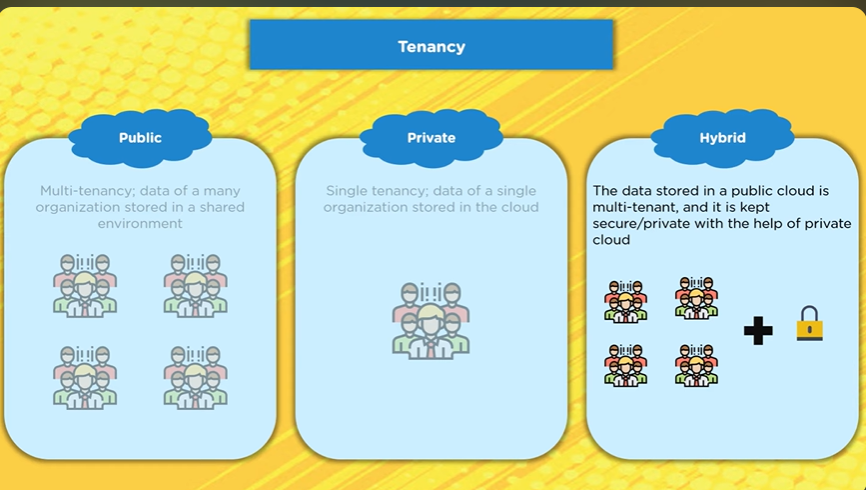 Tenancy
Public
Multi-tenancy; data of a many
organization stored in a shared
environment
Private
Single tenancy; data of a single
organization stored in the cloud
Hybrid
The data stored in a public cloud is
multi-tenant, and it is kept
secure/private with the help of private
cloud